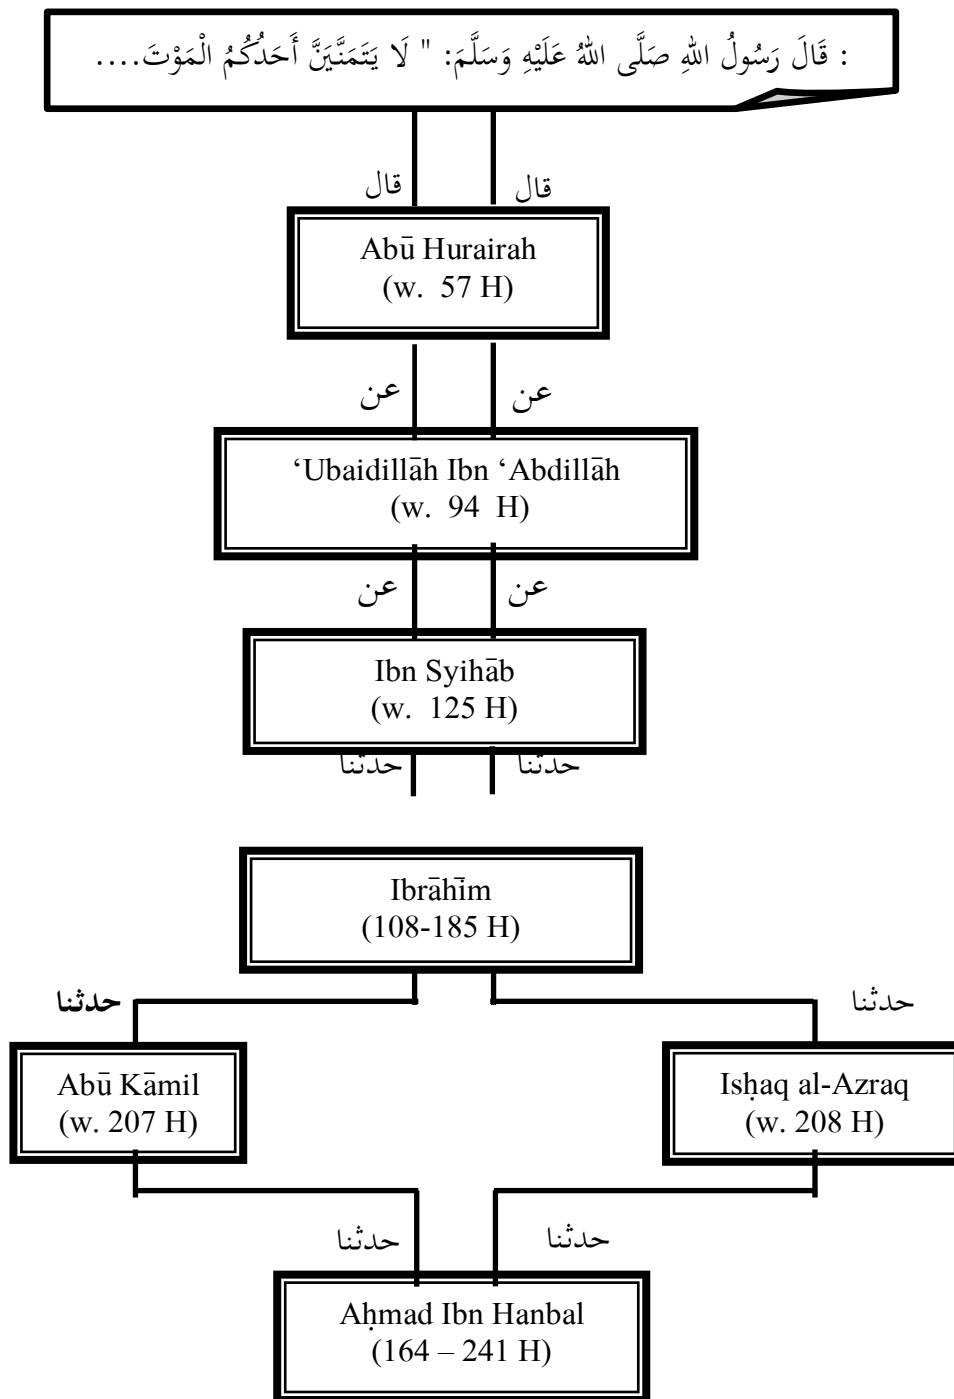 : قَالَ رَسُولُ اللهِ صَلَّى اللهُ عَلَيْهِ وَسَلَّمَ: " لَا يَتَمَنَّيَنَّ أَحَدُكُمُ الْمَوْتَ....
قال قال
Abū Hurairah
(w. 57 H)
عن عن
‘Ubaidillāh Ibn ‘Abdillāh
(w. 94 H)
عن عن
Ibn Syihāb
(w. 125 H)
حدثنا حدثنا
Ibrāhīm
(108-185 H)
حدثنا حدثنا
Abū Kāmil
(w. 207 H)
Isḥaq al-Azraq
(w. 208 H)
حدثنا حدثنا
Aḥmad Ibn Hanbal
(164 – 241 H)